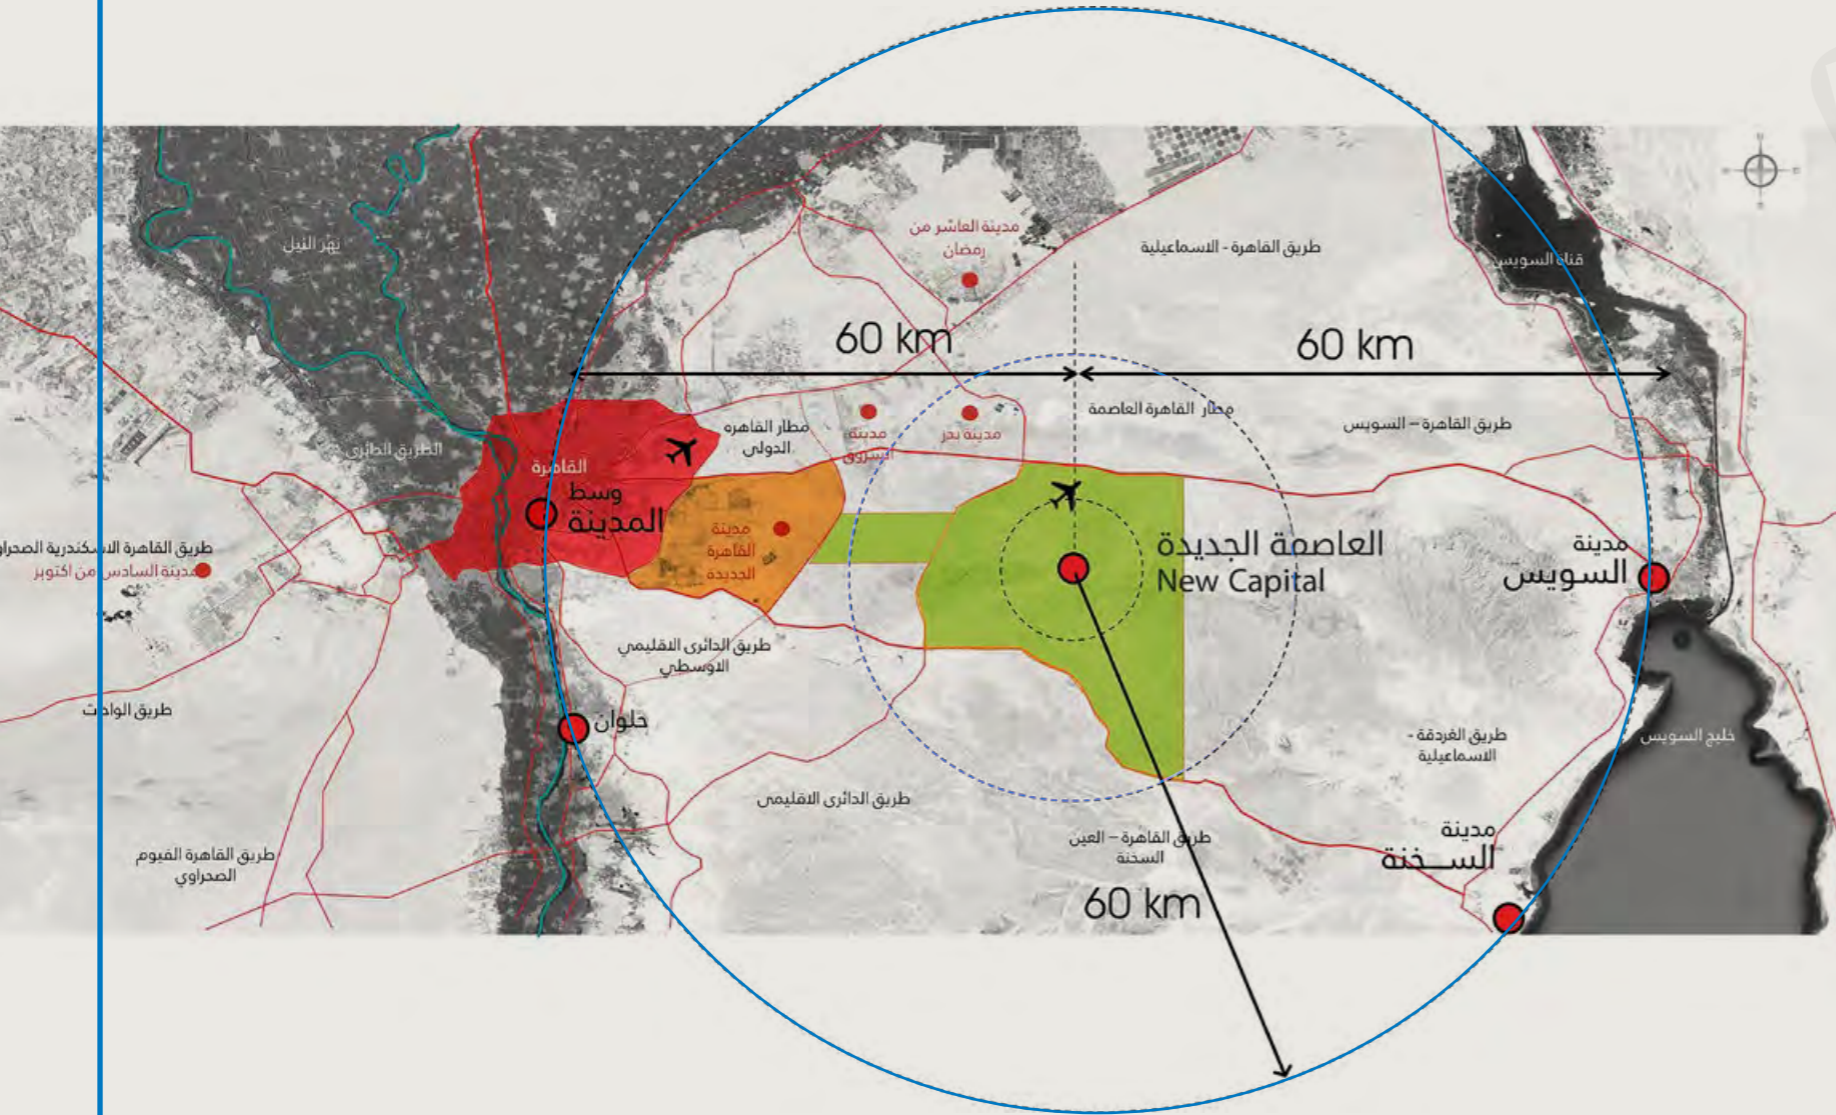 مدينة العاشر من
رمضان
نهر النيل
طريق القاهرة - الاسماعيلية
قناة السويس
60 km
60 km
مطار القاهرة العاصمة
طريق القاهرة – السويس
مطار القاهره
الدولى
مدينة
الشروق
مدينة بدر
الطريق الدائرى
القاهرة
وسط
المدينة
مدينة
القاهرة
الجديدة
العاصمة الجديدة
New Capital
مدينة
السويس
طريق القاهرة الاسكندرية
مدينة السادس من اكتوبر
طريق الدائرى الاقليمي
الاوسطي
طريق الواحات
حلوان
طريق الغردقة -
الاسماعيلية
خليج السويس
طريق الدائرى الاقليمى
طريق القاهرة – العين
السخنة
مدينة
السـخنة
طريق القاهرة الفيوم
الصحراوي
60 km